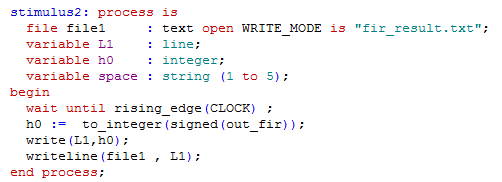 stimulus2: process is
file file1 : text open WRITE_MODE is "fir_result.txt";
variable L1 : line;
variable h0 : integer;
variable space : string (1 to 5);
begin
wait until rising_edge(CLOCK) ;
h0 := to_integer(signed(out_fir));
write(L1,h0);
writeline(file1 , L1);
end process;